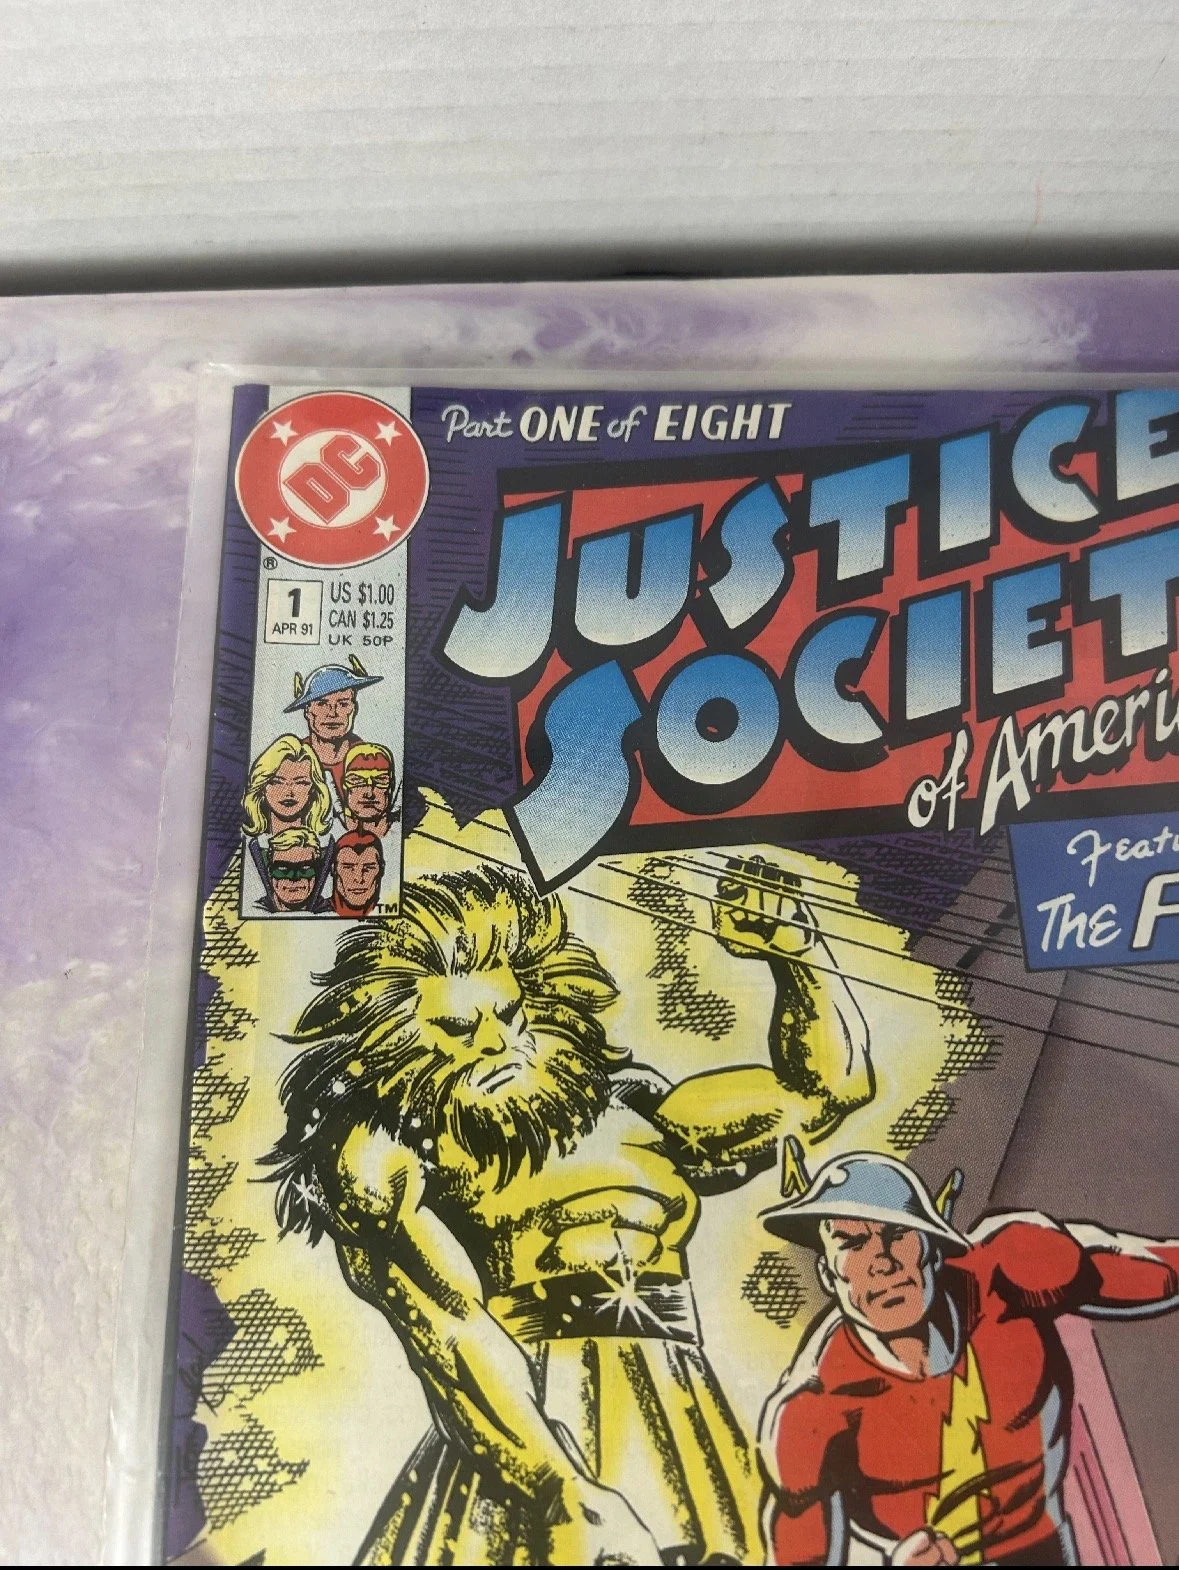 Part ONE of EIGHT
DC
®
JUSTICE
SOCIET
of Ameri
1
APR 91
US $1.00
CAN $1.25
UK 50P
TM
Featu
The F